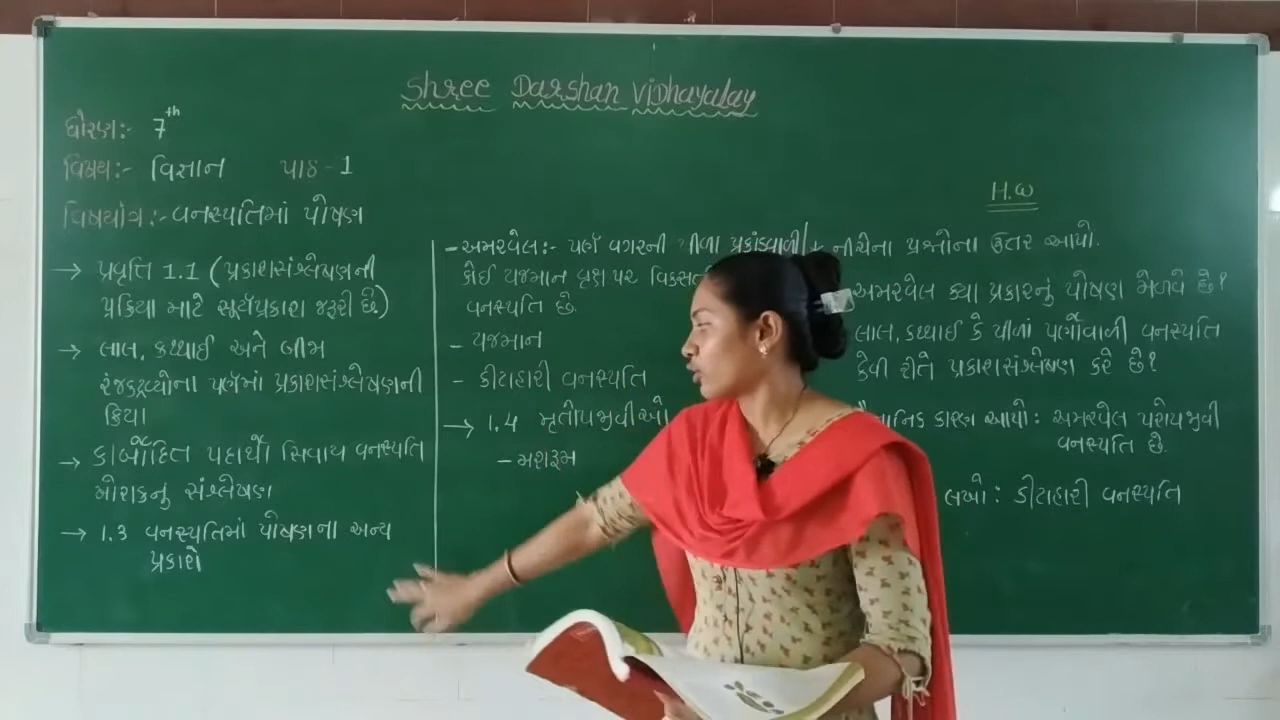 Shree Darshan Vidhayalay
ધોરણ:- 7th
વિષય:- વિજ્ઞાન પાઠ-1
વિષયાંગ:- વનસ્પતિમાં પોષણ
→ પ્રવૃત્તિ 1.1 (પ્રકાશસંશ્લેષણની
પ્રક્રિયા માટે સૂર્યપ્રકાશ જરૂરી છે)
→ લાલ, કથ્થાઈ અને બીમ
રંજકદ્રવ્યોના પર્ણમાં પ્રકાશસંશ્લેષણની
ક્રિયા
→ કાર્બોદિત પદાર્થો સિવાય વનસ્પતિ
ખોરાકનું સંશ્લેષણ
→ 1.3 વનસ્પતિમાં પોષણના અન્ય
પ્રકારો
- અમરવેલ:- પર્ણ વગરની પીળા પ્રકાંડવાળી
કોઈ યજમાન વૃક્ષ પર
વનસ્પતિ છે.
- યજમાન
- કીટાહારી વનસ્પતિ
→ 1.4 મૃતોપજીવીઓ
- મશરૂમ
H.W
* નીચેના પ્રશ્નોના ઉત્તર આપો.
અમરવેલ ક્યા પ્રકારનું પોષણ મેળવે છે?
લાલ, કથ્થાઈ કે પીળાં પર્ણોવાળી વનસ્પતિ
કેવી રીતે પ્રકાશસંશ્લેષણ કરે છે?
કારણ આપો: અમરવેલ પરોપજીવી
વનસ્પતિ છે.
લખો: કીટાહારી વનસ્પતિ